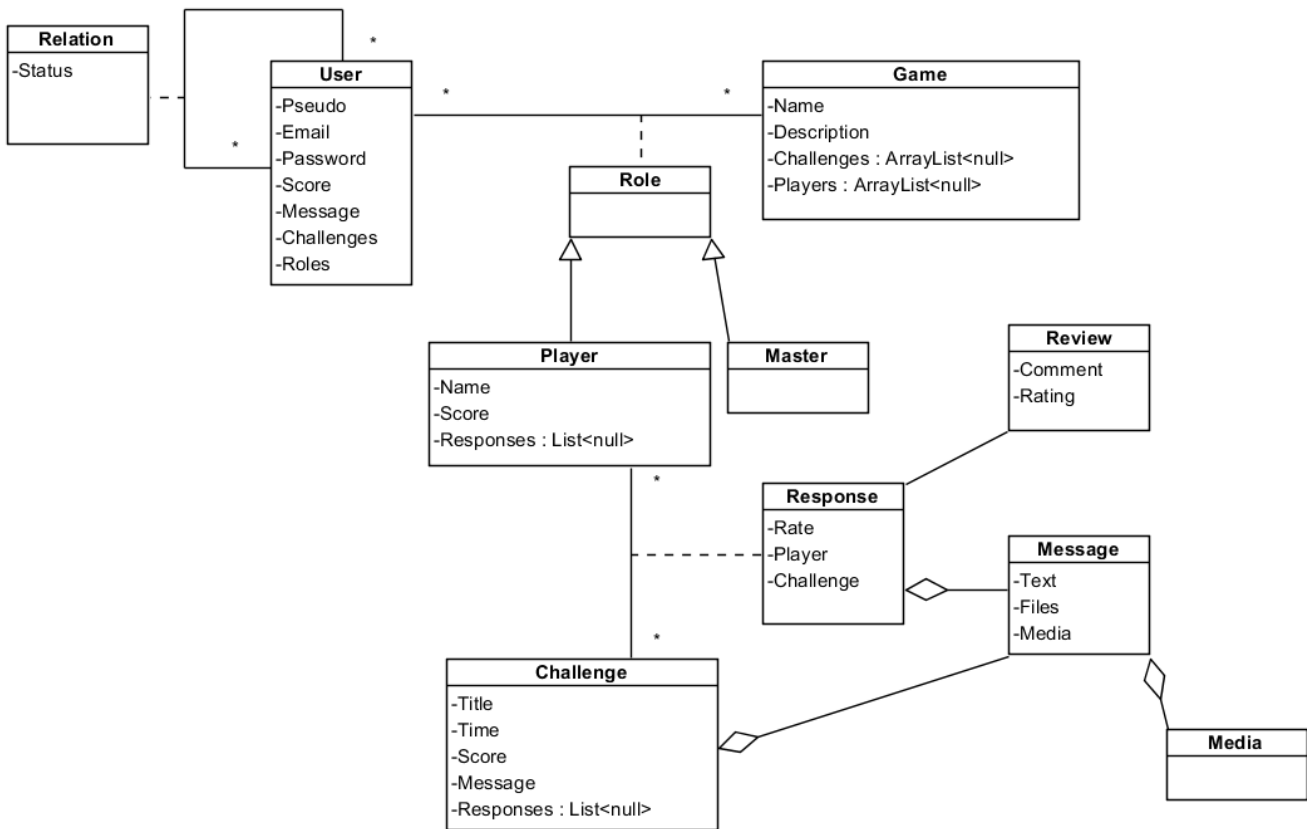 Relation
-Status
*
*
User
-Pseudo
-Email
-Password
-Score
-Message
-Challenges
-Roles
*
*
Game
-Name
-Description
-Challenges : ArrayList<null>
-Players : ArrayList<null>
Role
Player
-Name
-Score
-Responses : List<null>
Master
Review
-Comment
-Rating
*
Response
-Rate
-Player
-Challenge
Message
-Text
-Files
-Media
*
Challenge
-Title
-Time
-Score
-Message
-Responses : List<null>
Media